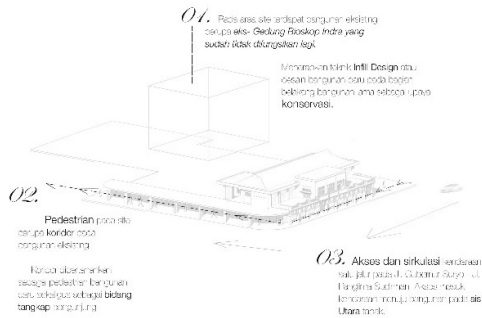 01. Pada area site terdapat bangunan eksisting
berupa eks- Gedung Bioskop Indra yang
sudah tidak difungsikan lagi.
Menerapkan teknik Infill Design atau
desain bangunan baru pada bagian
belakang bangunan lama sebagai upaya
konservasi.
02.
Pedestrian pada site
berupa koridor pada
bangunan eksisting
Koridor dipertahankan
sebagai pedestrian bangunan
baru sekaligus sebagai bidang
tangkap pengunjung
03. Akses dan sirkulasi kendaraan
satu jalur pada Jl. Gubernur Suryo - Jl.
Panglima Sudirman. Akses masuk
kendaraan menuju bangunan pada sisi
Utara